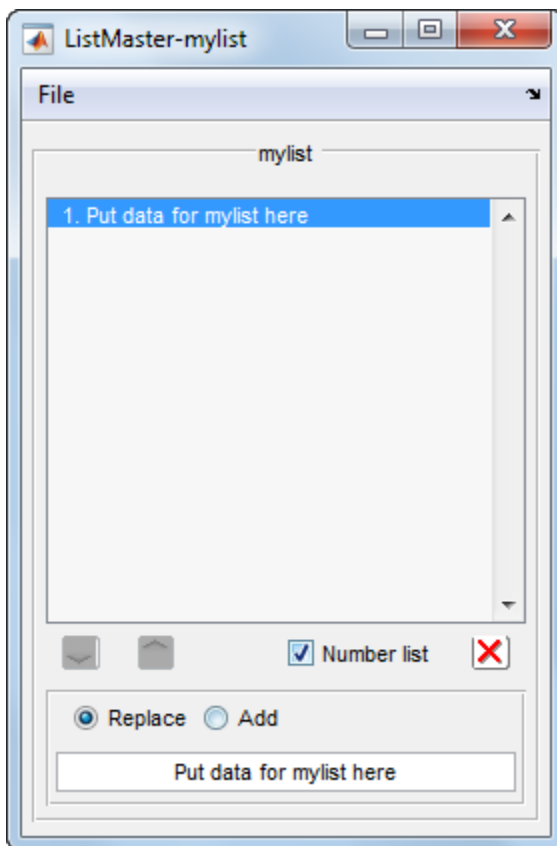 ListMaster-mylist
File
mylist
1. Put data for mylist here
Number list
Replace Add
Put data for mylist here